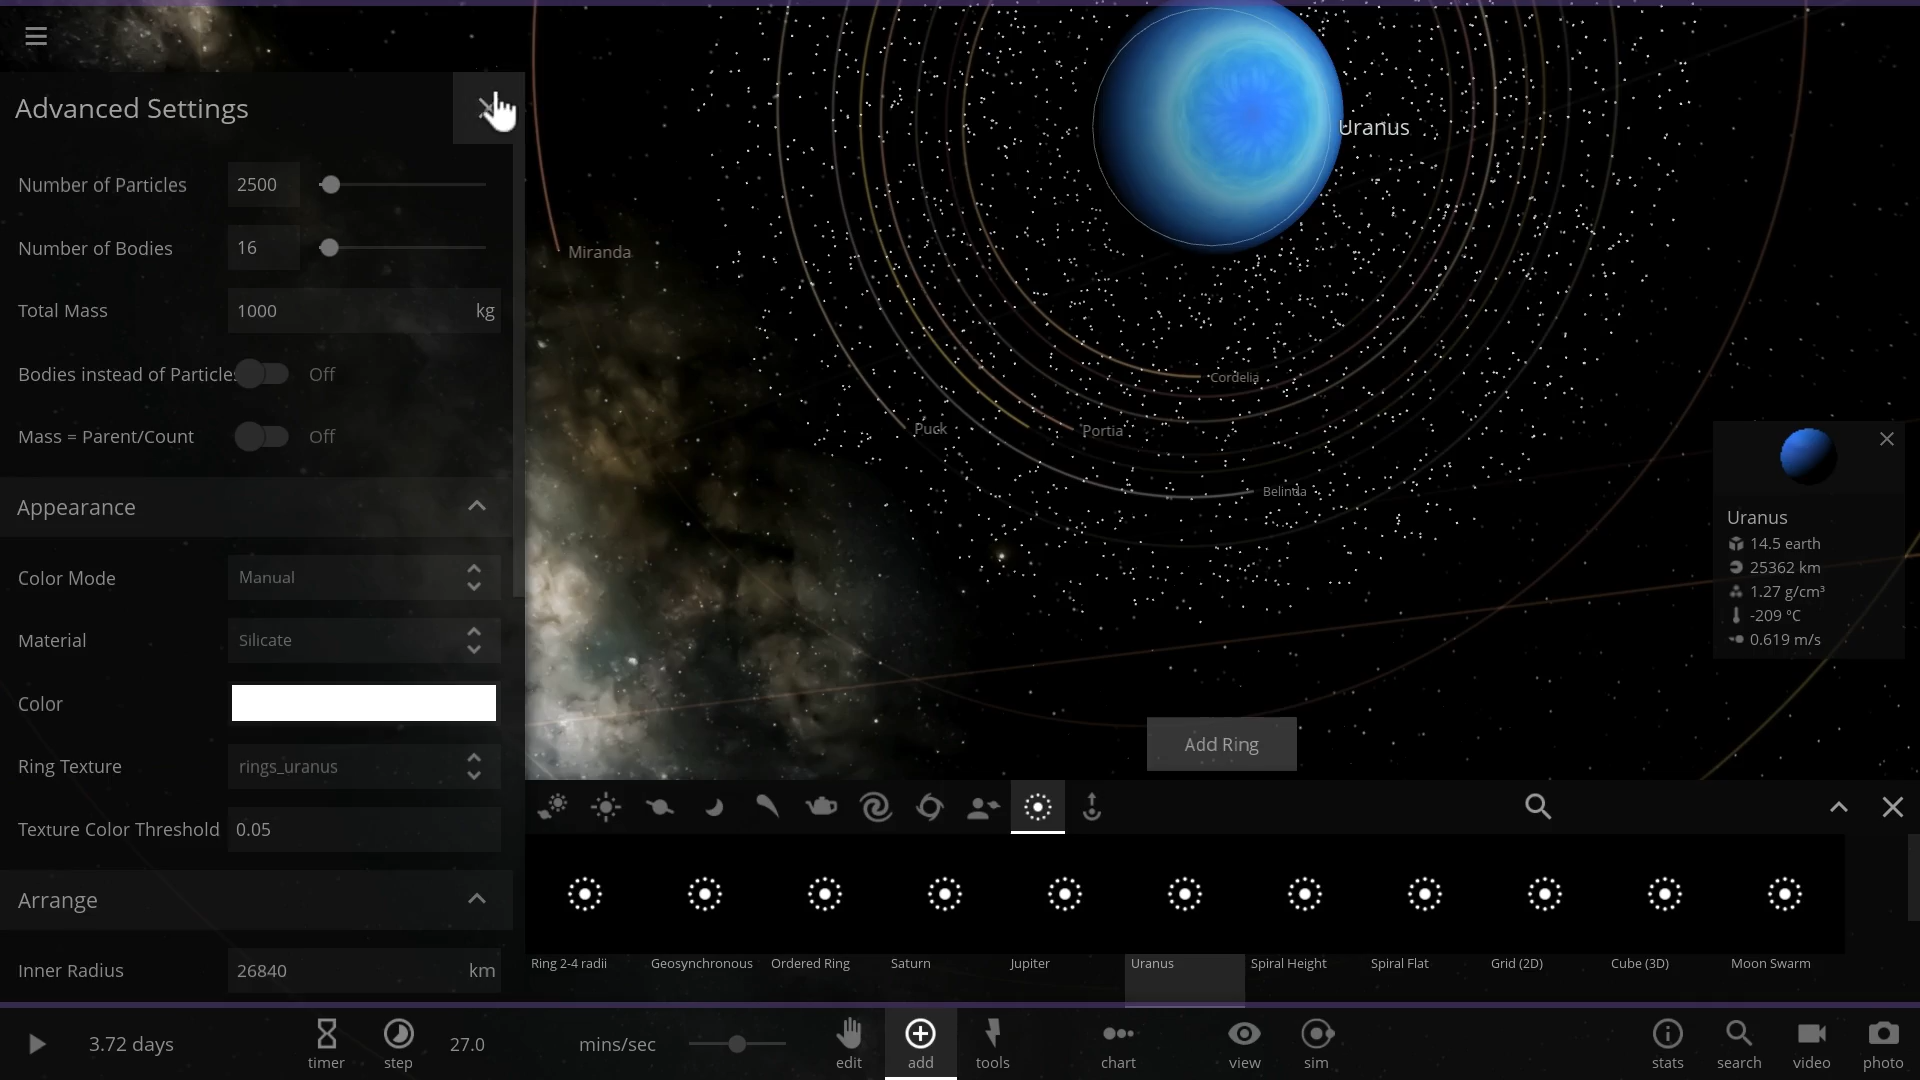 Advanced Settings
Number of Particles 2500
Number of Bodies 16
Total Mass 1000 kg
Bodies instead of Particles Off
Mass = Parent/Count Off
Appearance
Color Mode Manual
Material Silicate
Color
Ring Texture rings_uranus
Texture Color Threshold 0.05
Arrange
Inner Radius 26840 km
Uranus
Miranda
Cordelia
Puck
Portia
Belinda
Uranus
14.5 earth
25362 km
1.27 g/cm³
-209 °C
0.619 m/s
Add Ring
Ring 2-4 radii
Geosynchronous
Ordered Ring
Saturn
Jupiter
Uranus
Spiral Height
Spiral Flat
Grid (2D)
Cube (3D)
Moon Swarm
3.72 days
timer
step
27.0 mins/sec
edit
add
tools
chart
view
sim
stats
search
video
photo